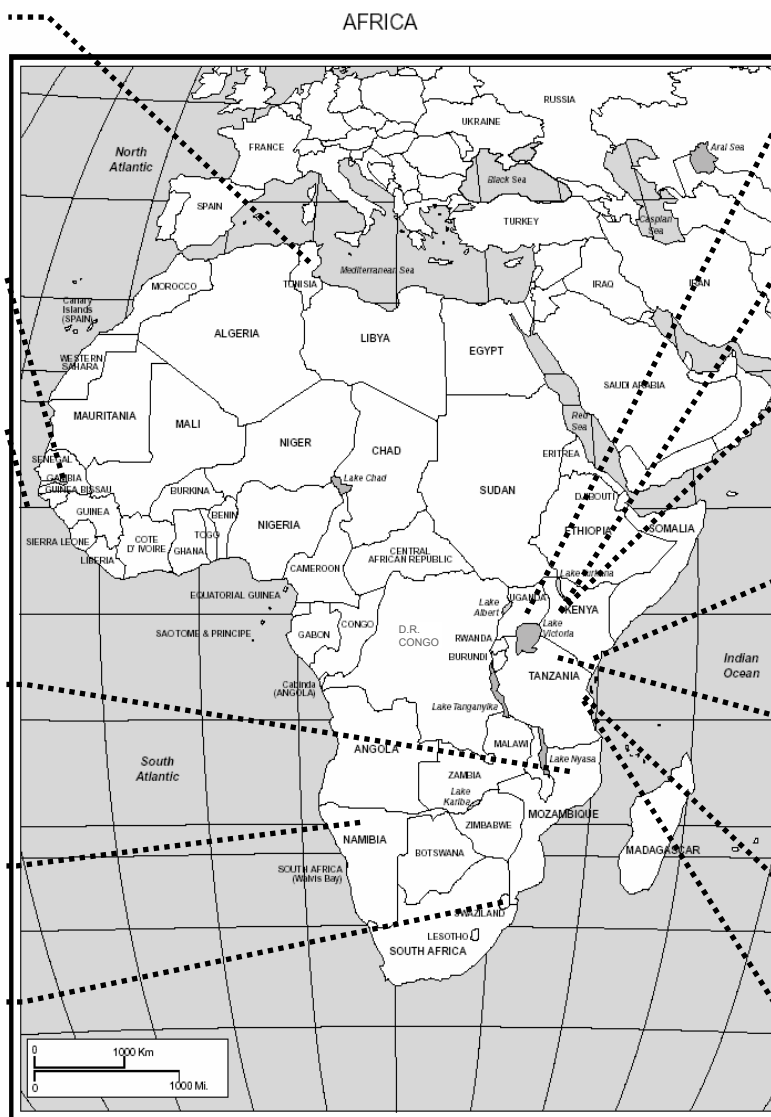 AFRICA
RUSSIA
UKRAINE
Aral Sea
North
Atlantic
FRANCE
Black Sea
SPAIN
TURKEY
Caspian
Sea
Mediterranean Sea
MOROCCO
TUNISIA
IRAQ
IRAN
Canary
Islands
(SPAIN)
ALGERIA
LIBYA
EGYPT
WESTERN
SAHARA
SAUDI ARABIA
MAURITANIA
MALI
NIGER
CHAD
Red
Sea
SENEGAL
ERITREA
GAMBIA
Lake Chad
SUDAN
GUINEA BISSAU
BURKINA
DJIBOUTI
GUINEA
BENIN
NIGERIA
ETHIOPIA
SOMALIA
SIERRA LEONE
COTE
D' IVOIRE
TOGO
GHANA
LIBERIA
CENTRAL
AFRICAN REPUBLIC
CAMEROON
Lake Turkana
EQUATORIAL GUINEA
UGANDA
Lake
Albert
KENYA
SAO TOME & PRINCIPE
GABON
CONGO
D.R.
CONGO
RWANDA
Lake
Victoria
BURUNDI
Indian
Ocean
TANZANIA
Cabinda
(ANGOLA)
Lake Tanganyika
ANGOLA
MALAWI
South
Atlantic
Lake Nyasa
ZAMBIA
Lake
Kariba
MOZAMBIQUE
NAMIBIA
ZIMBABWE
MADAGASCAR
BOTSWANA
SOUTH AFRICA
(Walvis Bay)
SWAZILAND
LESOTHO
SOUTH AFRICA
0 1000 Km
0 1000 Mi.